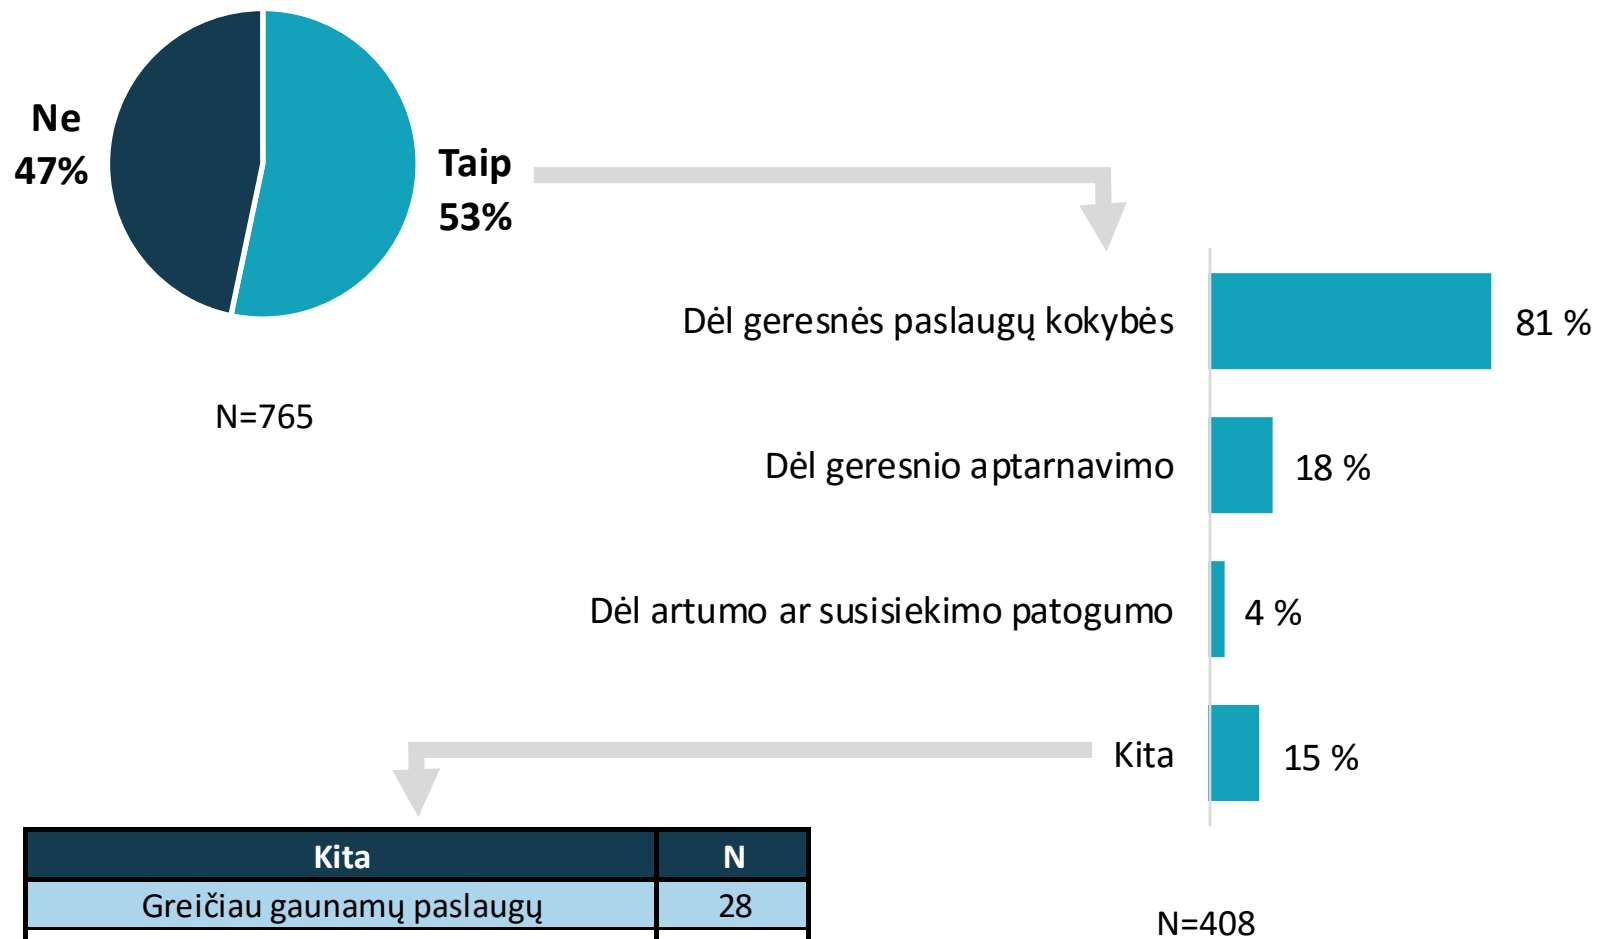 Ne
47%
Taip
53%
N=765
Dėl geresnės paslaugų kokybės
81 %
Dėl geresnio aptarnavimo
18 %
Dėl artumo ar susisiekimo patogumo
4 %
Kita
15 %
N=408
Kita N
Greičiau gaunamų paslaugų 28